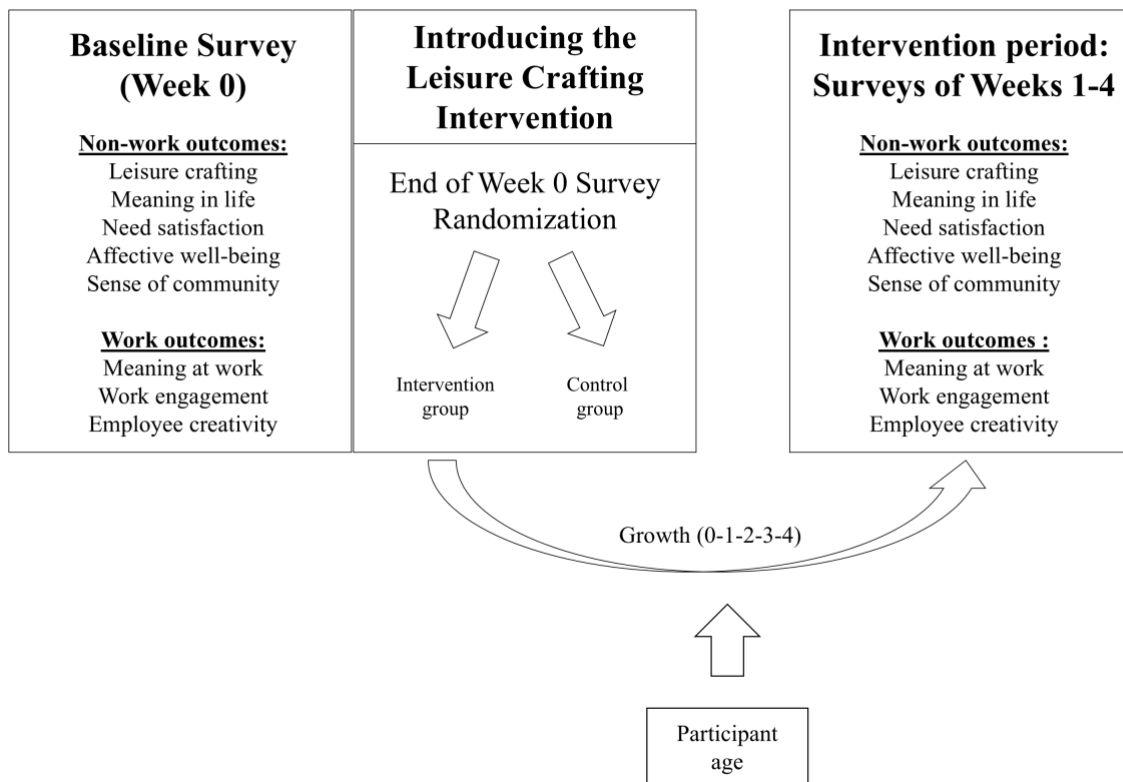 Baseline Survey
(Week 0)
Non-work outcomes:
Leisure crafting
Meaning in life
Need satisfaction
Affective well-being
Sense of community
Work outcomes:
Meaning at work
Work engagement
Employee creativity
Introducing the
Leisure Crafting
Intervention
End of Week 0 Survey
Randomization
Intervention
group
Control
group
Intervention period:
Surveys of Weeks 1-4
Non-work outcomes:
Leisure crafting
Meaning in life
Need satisfaction
Affective well-being
Sense of community
Work outcomes :
Meaning at work
Work engagement
Employee creativity
Growth (0-1-2-3-4)
Participant
age